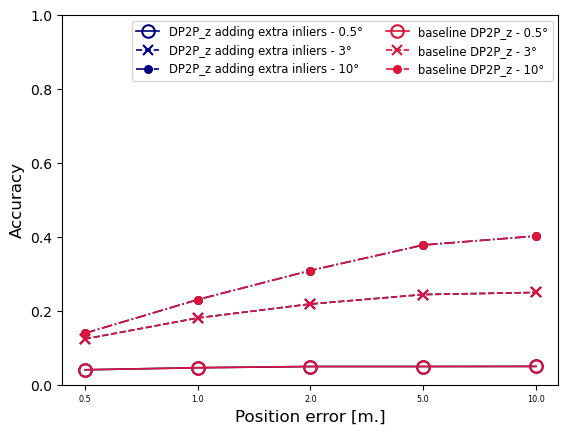 DP2P_z adding extra inliers - 0.5°
DP2P_z adding extra inliers - 3°
DP2P_z adding extra inliers - 10°
baseline DP2P_z - 0.5°
baseline DP2P_z - 3°
baseline DP2P_z - 10°
1.0
0.8
0.6
0.4
0.2
0.0
Accuracy
0.5 1.0 2.0 5.0 10.0
Position error [m.]